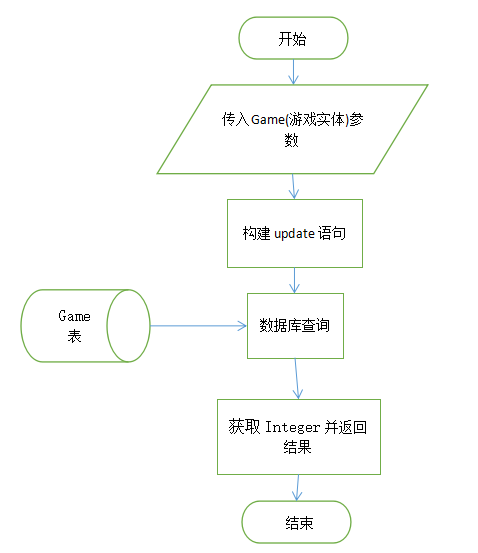 开始
传入Game(游戏实体)参
数
构建 update 语句
Game
表
数据库查询
获取 Integer 并返回
结果
结束